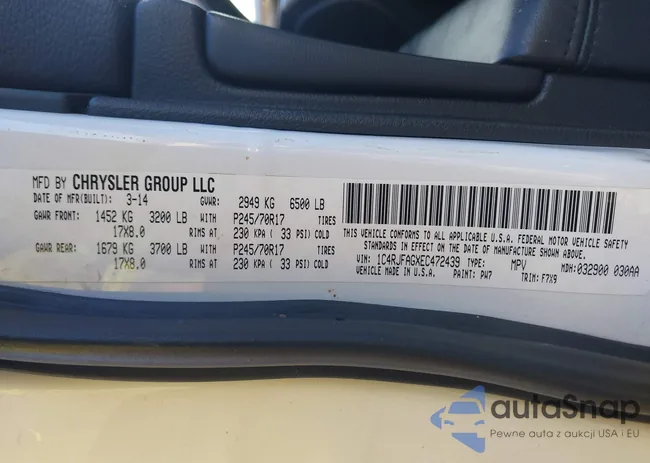 MFD BY CHRYSLER GROUP LLC
DATE OF MFR(BUILT): 3-14 GVWR: 2949 KG 6500 LB
GAWR FRONT: 1452 KG 3200 LB WITH P245/70R17 TIRES
17X8.0 RIMS AT 230 KPA ( 33 PSI) COLD
GAWR REAR: 1679 KG 3700 LB WITH P245/70R17 TIRES
17X8.0 RIMS AT 230 KPA ( 33 PSI) COLD
THIS VEHICLE CONFORMS TO ALL APPLICABLE U.S.A. FEDERAL MOTOR VEHICLE SAFETY
STANDARDS IN EFFECT ON THE DATE OF MANUFACTURE SHOWN ABOVE.
VIN: 1C4RJFAGXEC472439 TYPE: MPV MDH:032900 030AA
VEHICLE MADE IN U.S.A. PAINT: PW7 TRIM: F7X9
autoSnap
Pewne auta z aukcji USA i EU